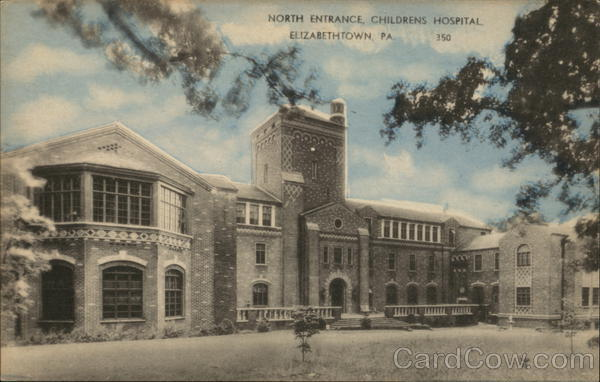 NORTH ENTRANCE, CHILDRENS HOSPITAL,
ELIZABETHTOWN, PA. 350
CardCow.com